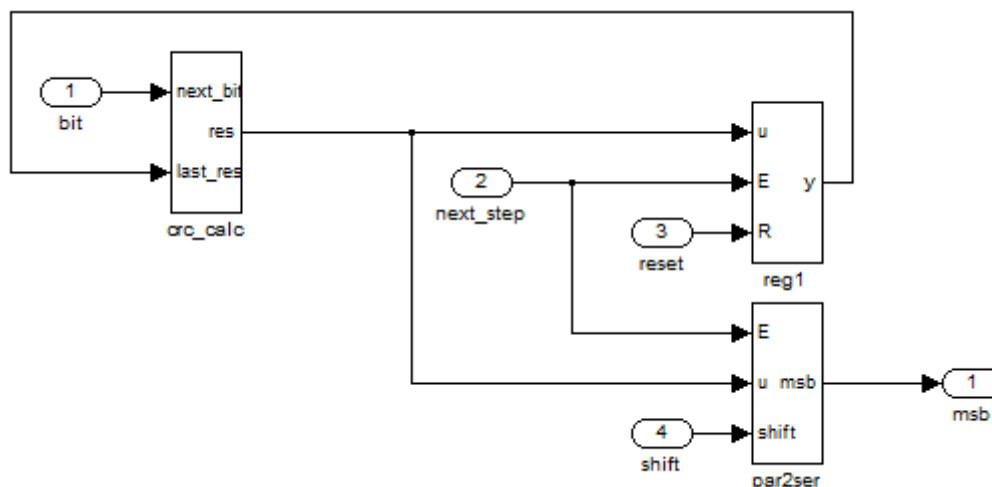 1
bit
next_bit
res
last_res
crc_calc
2
next_step
3
reset
u
E
y
R
reg1
E
u
msb
shift
par2ser
4
shift
1
msb